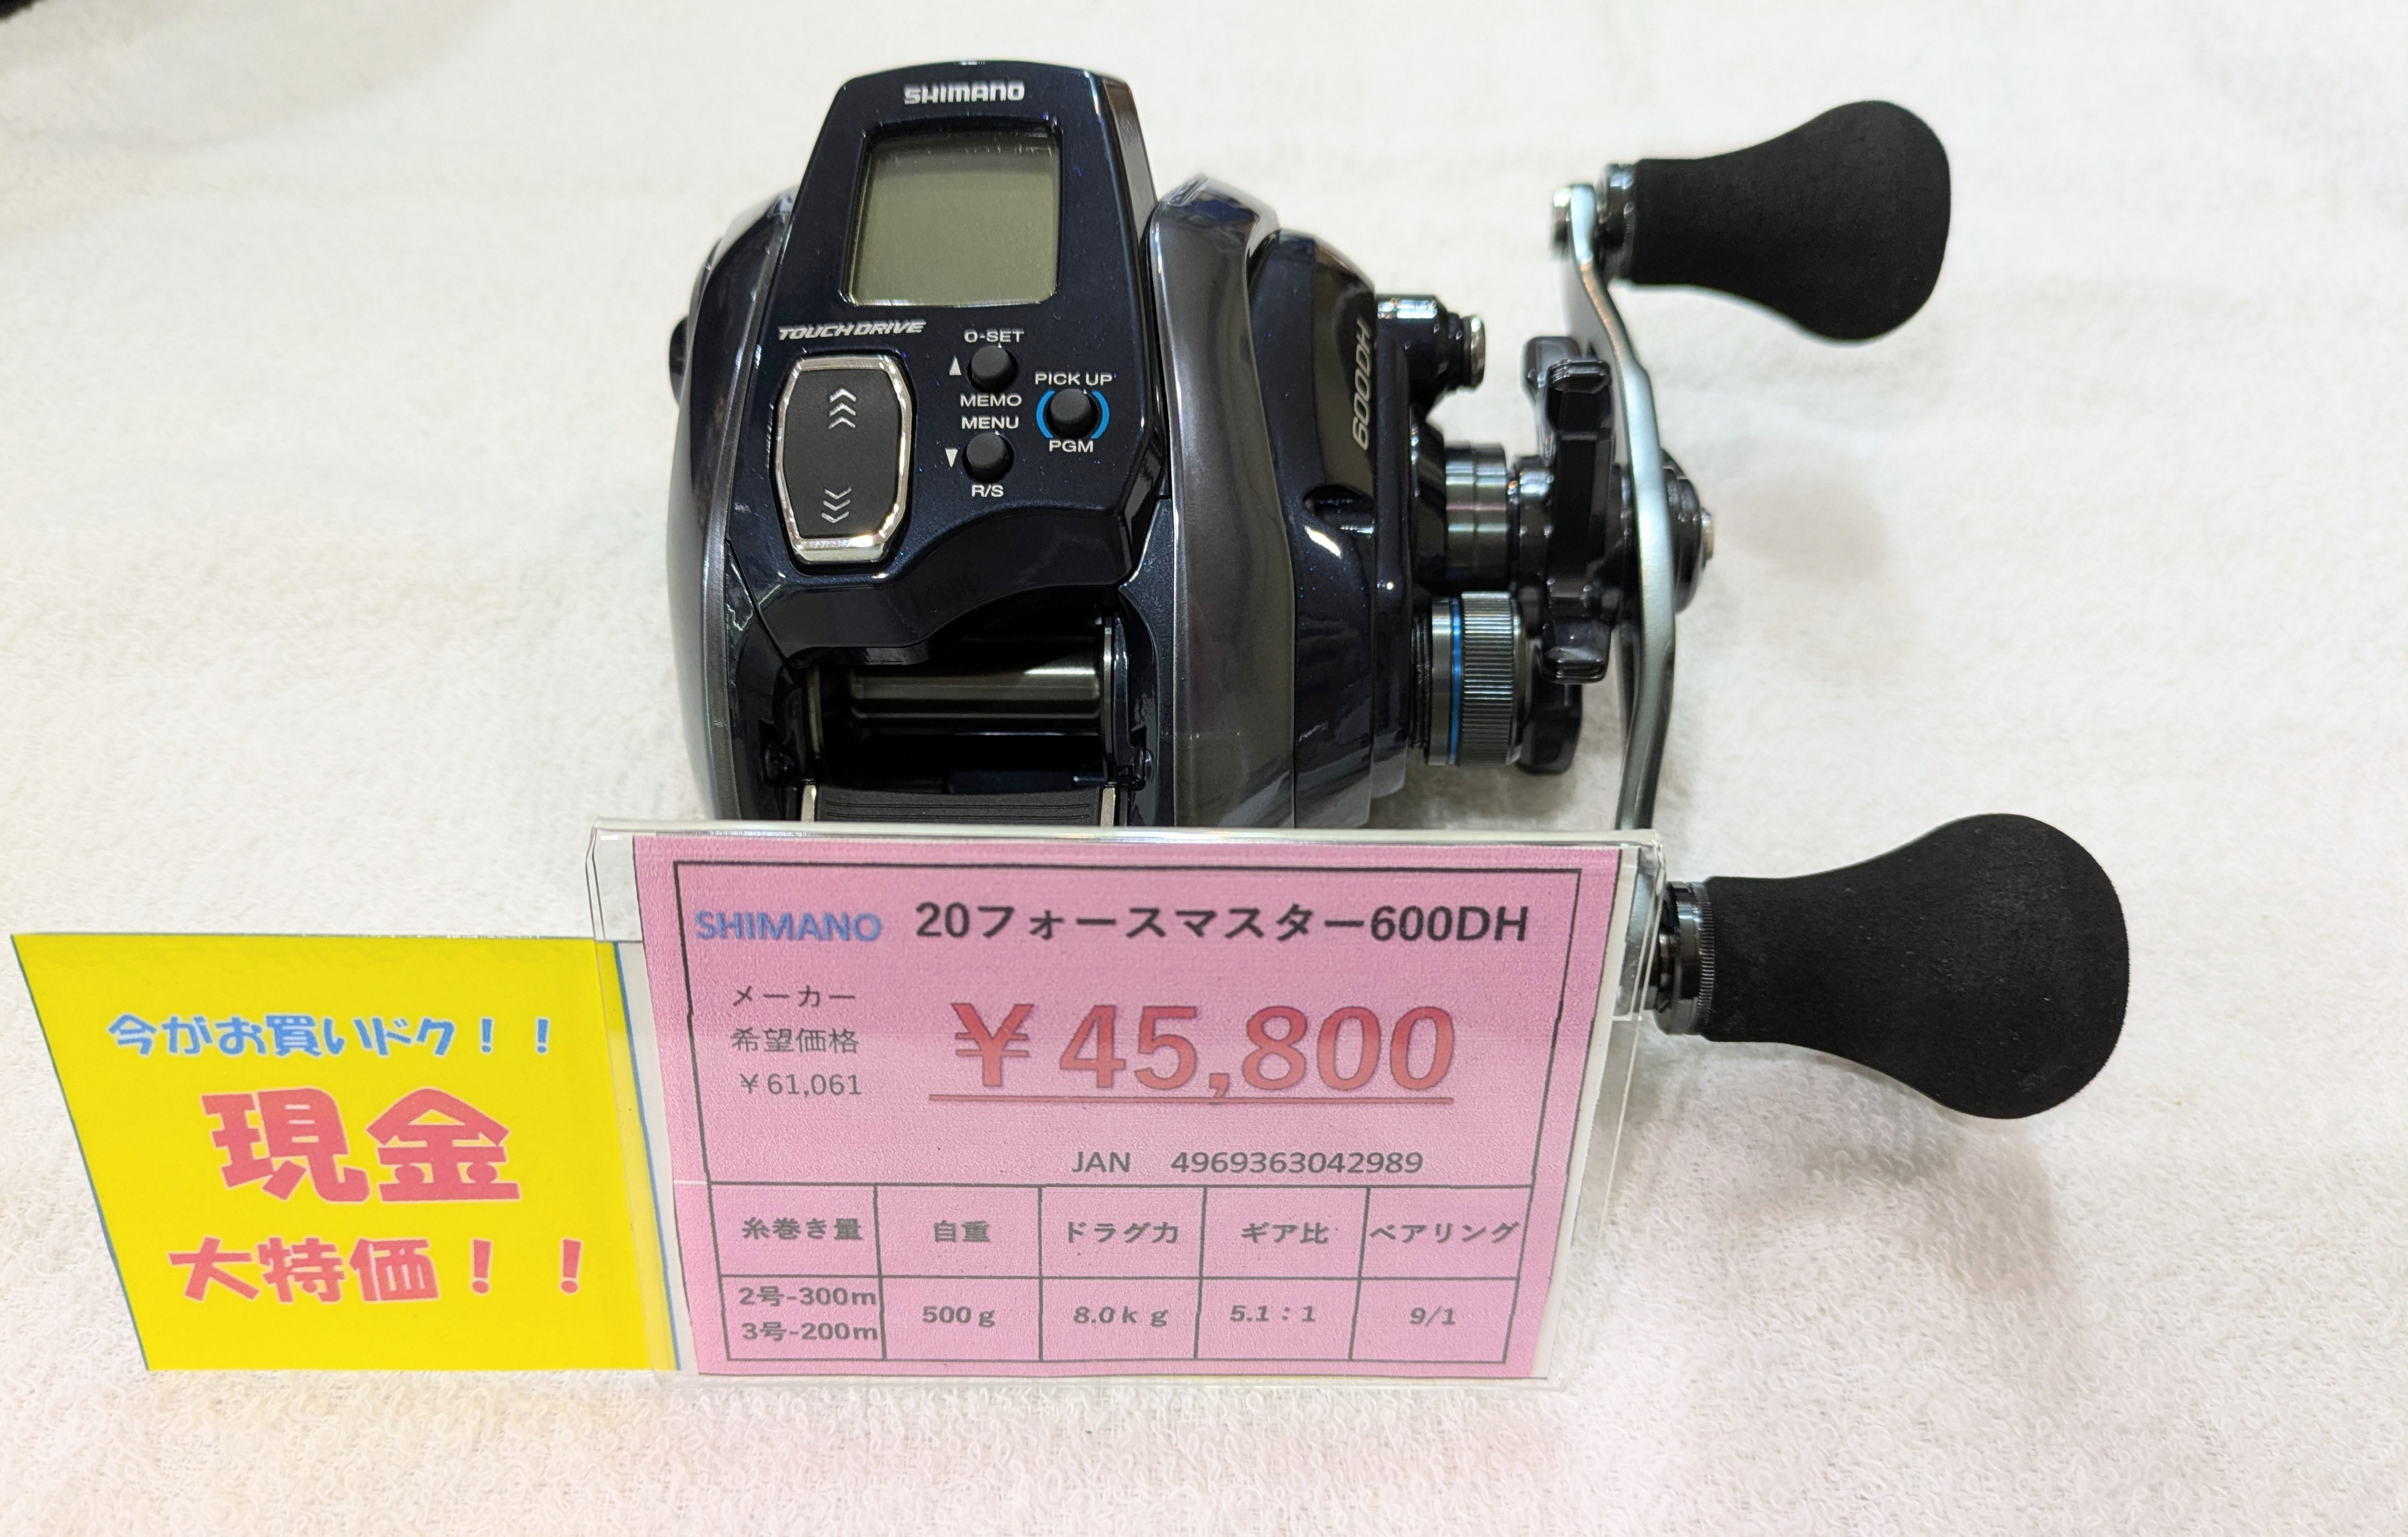 SHIMANO
TOUCH DRIVE
0-SET
▲
MEMO
MENU
▼
R/S
PICK UP
PGM
600DH
今がお買いドク！！
現金
大特価！！
SHIMANO 20フォースマスター600DH
メーカー
希望価格
￥61,061
￥45,800
JAN 4969363042989
糸巻き量 自重 ドラグ力 ギア比 ベアリング
2号-300m
3号-200m
500ｇ 8.0ｋｇ 5.1：1 9/1